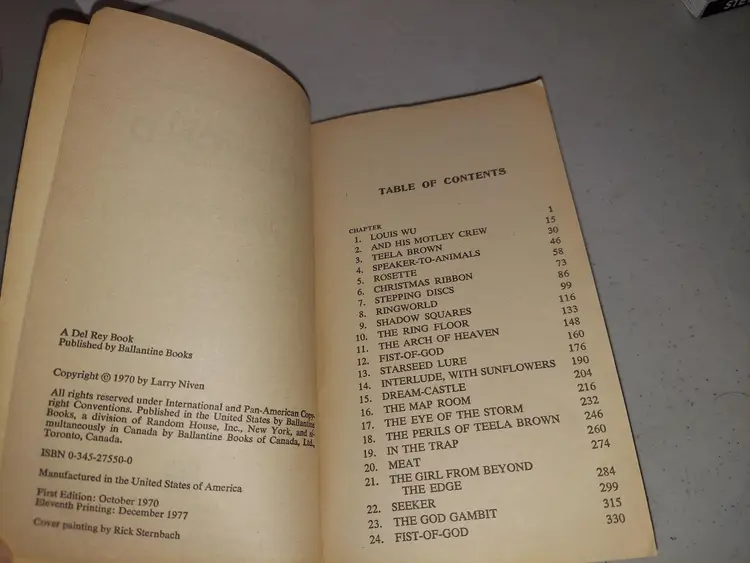 A Del Rey Book
Published by Ballantine Books
Copyright © 1970 by Larry Niven
All rights reserved under International and Pan-American Copy-
right Conventions. Published in the United States by Ballantine
Books, a division of Random House, Inc., New York, and si-
multaneously in Canada by Ballantine Books of Canada, Ltd.,
Toronto, Canada.
ISBN 0-345-27550-0
Manufactured in the United States of America
First Edition: October 1970
Eleventh Printing: December 1977
Cover painting by Rick Sternbach
TABLE OF CONTENTS
CHAPTER
1. LOUIS WU 1
2. AND HIS MOTLEY CREW 15
3. TEELA BROWN 30
4. SPEAKER-TO-ANIMALS 46
5. ROSETTE 58
6. CHRISTMAS RIBBON 73
7. STEPPING DISCS 86
8. RINGWORLD 99
9. SHADOW SQUARES 116
10. THE RING FLOOR 133
11. THE ARCH OF HEAVEN 148
12. FIST-OF-GOD 160
13. STARSEED LURE 176
14. INTERLUDE, WITH SUNFLOWERS 190
15. DREAM-CASTLE 204
16. THE MAP ROOM 216
17. THE EYE OF THE STORM 232
18. THE PERILS OF TEELA BROWN 246
19. IN THE TRAP 260
20. MEAT 274
21. THE GIRL FROM BEYOND
THE EDGE 284
22. SEEKER 299
23. THE GOD GAMBIT 315
24. FIST-OF-GOD 330